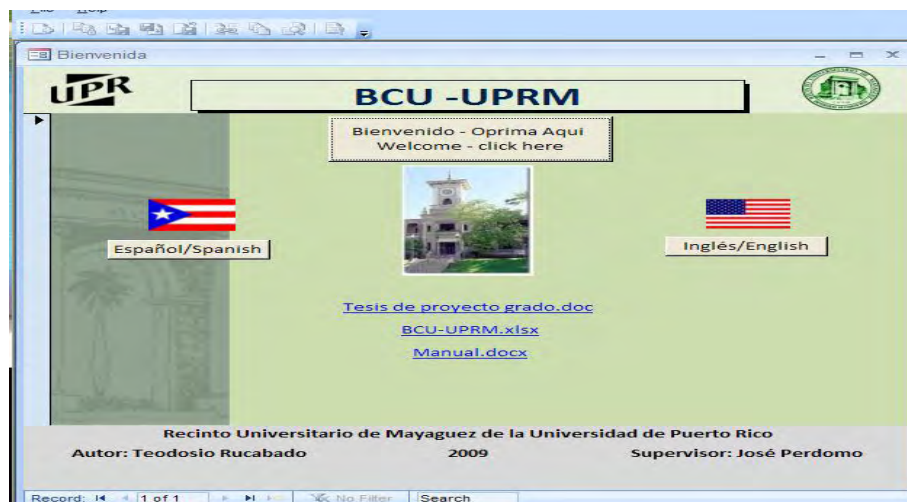 Bienvenida
UPR
BCU -UPRM
Bienvenido - Oprima Aqui
Welcome - click here
Español/Spanish
Inglés/English
Tesis de proyecto grado.doc
BCU-UPRM.xlsx
Manual.docx
Recinto Universitario de Mayaguez de la Universidad de Puerto Rico
Autor: Teodosio Rucabado 2009 Supervisor: José Perdomo
Record: 1 of 1 No Filter Search